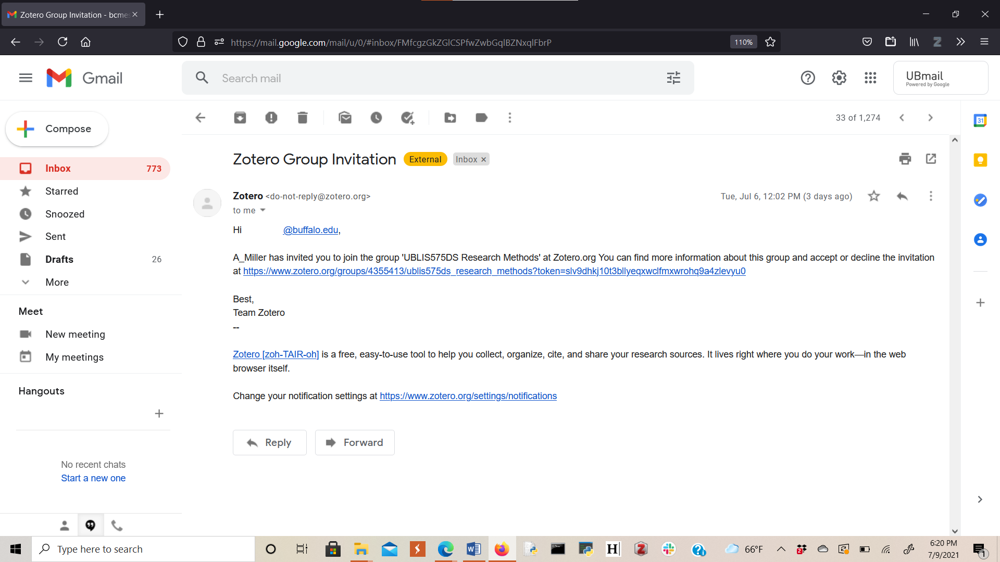 Zotero Group Invitation - bcmes
https://mail.google.com/mail/u/0/#inbox/FMfcgzGkZGlCSPfwZwbGqlBZNxqlFbrP
110%
Gmail
Search mail
UBmail
Powered by Google
Compose
33 of 1,274
Inbox 773
Starred
Snoozed
Sent
Drafts 26
More
Meet
New meeting
My meetings
Hangouts
No recent chats
Start a new one
Zotero Group Invitation External Inbox
Zotero <do-not-reply@zotero.org> Tue, Jul 6, 12:02 PM (3 days ago)
to me
Hi @buffalo.edu,
A_Miller has invited you to join the group 'UBLIS575DS Research Methods' at Zotero.org You can find more information about this group and accept or decline the invitation
at https://www.zotero.org/groups/4355413/ublis575ds_research_methods?token=slv9dhkj10t3bllyeqxwclfmxwrohq9a4zlevyu0
Best,
Team Zotero
--
Zotero [zoh-TAIR-oh] is a free, easy-to-use tool to help you collect, organize, cite, and share your research sources. It lives right where you do your work—in the web
browser itself.
Change your notification settings at https://www.zotero.org/settings/notifications
Reply
Forward
31
Type here to search
66°F
2
6:20 PM
7/9/2021
1